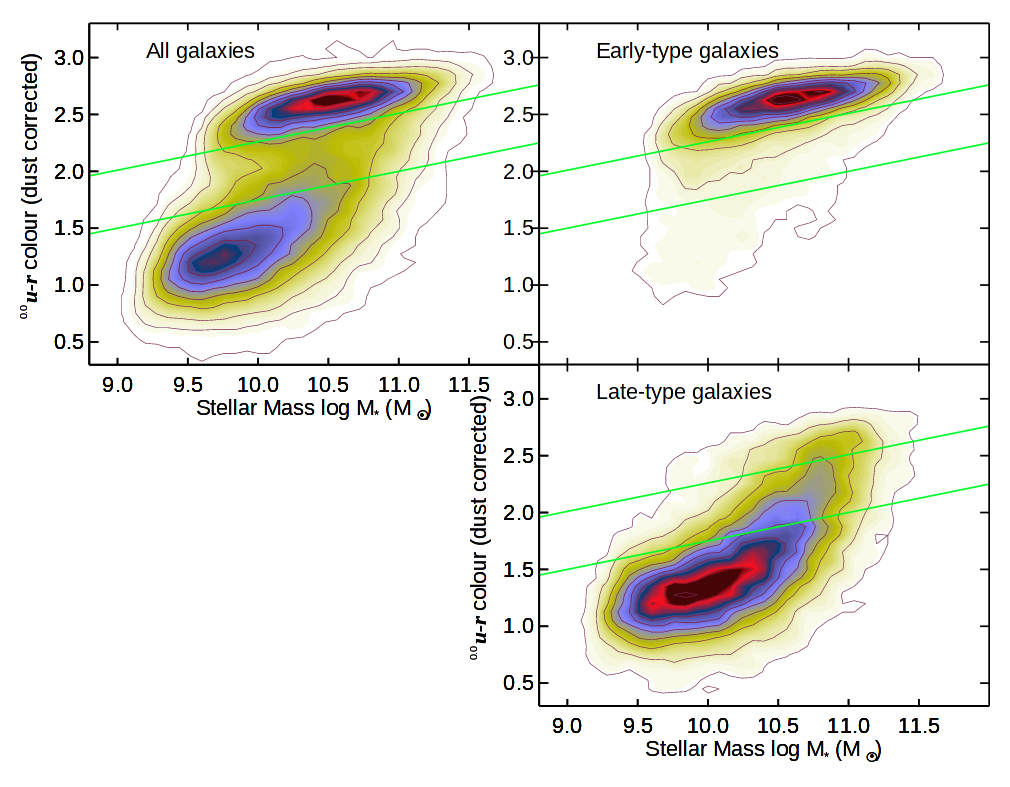 All galaxies
3.0
2.5
2.0
1.5
1.0
0.5
0.0 u-r colour (dust corrected)
9.0 9.5 10.0 10.5 11.0 11.5
Stellar Mass log M* (M⊙)
Early-type galaxies
3.0
2.5
2.0
1.5
1.0
0.5
Late-type galaxies
3.0
2.5
2.0
1.5
1.0
0.5
0.0 u-r colour (dust corrected)
9.0 9.5 10.0 10.5 11.0 11.5
Stellar Mass log M* (M⊙)